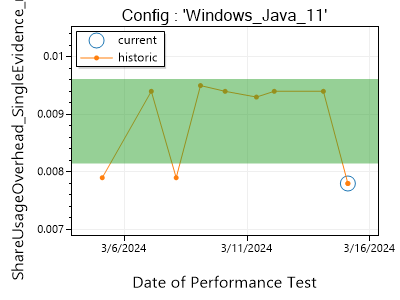 Config : 'Windows_Java_11'
current
historic
ShareUsageOverhead_SingleEvidence_
0.01
0.009
0.008
0.007
3/6/2024
3/11/2024
3/16/2024
Date of Performance Test